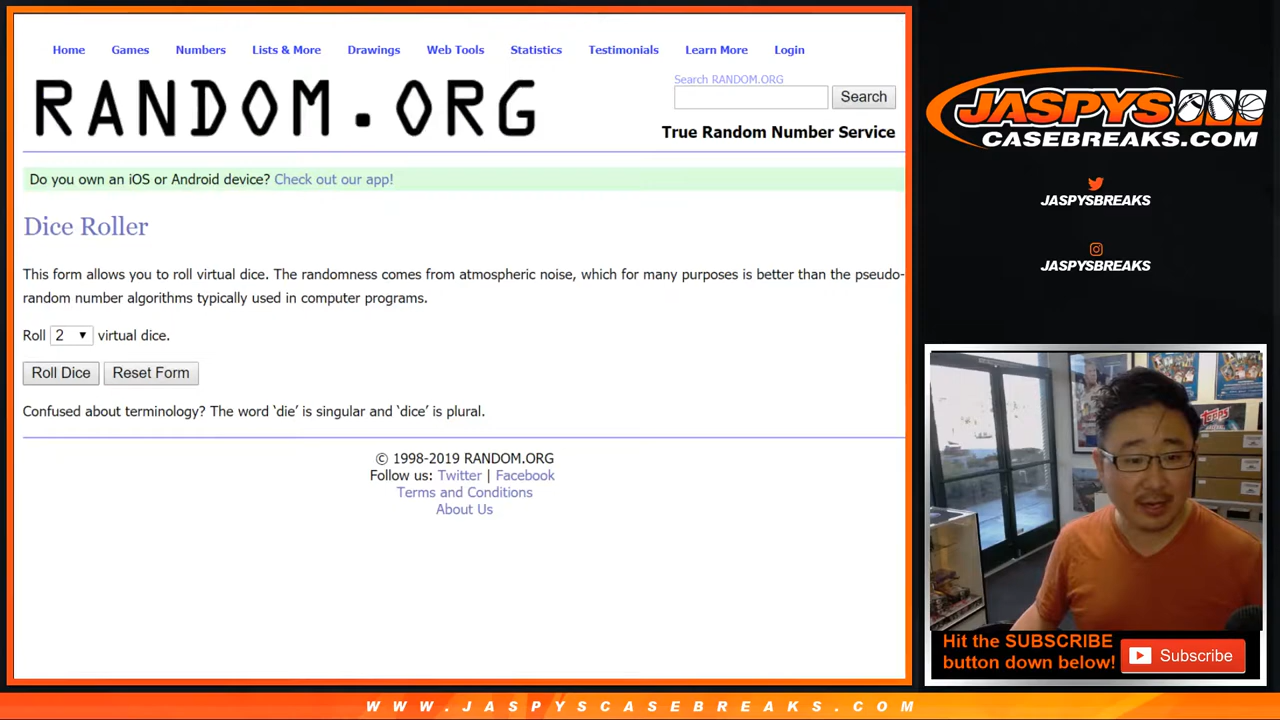 Home Games Numbers Lists & More Drawings Web Tools Statistics Testimonials Learn More Login
RANDOM.ORG
Search RANDOM.ORG
Search
True Random Number Service
Do you own an iOS or Android device? Check out our app!
Dice Roller
This form allows you to roll virtual dice. The randomness comes from atmospheric noise, which for many purposes is better than the pseudo-
random number algorithms typically used in computer programs.
Roll 2 virtual dice.
Roll Dice Reset Form
Confused about terminology? The word ‘die’ is singular and ‘dice’ is plural.
© 1998-2019 RANDOM.ORG
Follow us: Twitter | Facebook
Terms and Conditions
About Us
JASPYS
CASEBREAKS.COM
JASPYSBREAKS
JASPYSBREAKS
Topps
Hit the SUBSCRIBE
button down below!
Subscribe
WWW.JASPYSCASEBREAKS.COM